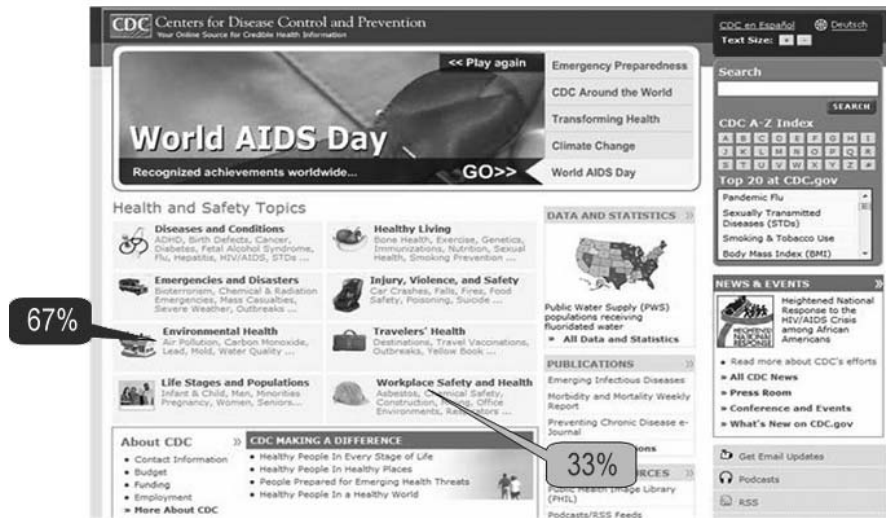 CDC Centers for Disease Control and Prevention
Your Online Source for Credible Health Information
CDC en Español Deutsch
Text Size: + -
<< Play again
World AIDS Day
Recognized achievements worldwide... GO>>
Emergency Preparedness
CDC Around the World
Transforming Health
Climate Change
World AIDS Day
Search
SEARCH
CDC A-Z Index
A B C D E F G H I
J K L M N O P Q R
S T U V W X Y Z #
Top 20 at CDC.gov
Pandemic Flu
Sexually Transmitted
Diseases (STDs)
Smoking & Tobacco Use
Body Mass Index (BMI)
Health and Safety Topics
Diseases and Conditions
ADHD, Birth Defects, Cancer,
Diabetes, Fetal Alcohol Syndrome,
Flu, Hepatitis, HIV/AIDS, STDs ...
Healthy Living
Bone Health, Exercise, Genetics,
Immunizations, Nutrition, Sexual
Health, Smoking Prevention ...
Emergencies and Disasters
Bioterrorism, Chemical & Radiation
Emergencies, Mass Casualties,
Severe Weather, Outbreaks ...
Injury, Violence, and Safety
Car Crashes, Falls, Fires, Food
Safety, Poisoning, Suicide ...
67%
Environmental Health
Air Pollution, Carbon Monoxide,
Lead, Mold, Water Quality ...
Travelers' Health
Destinations, Travel Vaccinations,
Outbreaks, Yellow Book ...
Life Stages and Populations
Infant & Child, Men, Minorities
Pregnancy, Women, Seniors...
Workplace Safety and Health
Asbestos, Chemical Safety,
Construction, Office
Environments, ...
33%
DATA AND STATISTICS »
Public Water Supply (PWS)
populations receiving
fluoridated water
» All Data and Statistics
PUBLICATIONS »
Emerging Infectious Diseases
Morbidity and Mortality Weekly
Report
Preventing Chronic Disease e-
Journal
Public Health Image Library
(PHIL)
Podcasts/RSS Feeds
NEWS & EVENTS »
HEIGHTENED
NATIONAL
RESPONSE
Heightened National
Response to the
HIV/AIDS Crisis
among African
Americans
• Read more about CDC's efforts
» All CDC News
» Press Room
» Conference and Events
» What's New on CDC.gov
Get Email Updates
Podcasts
RSS
About CDC »
• Contact Information
• Budget
• Funding
• Employment
» More About CDC
CDC MAKING A DIFFERENCE
• Healthy People In Every Stage of Life
• Healthy People In Healthy Places
• People Prepared for Emerging Health Threats
• Healthy People In a Healthy World